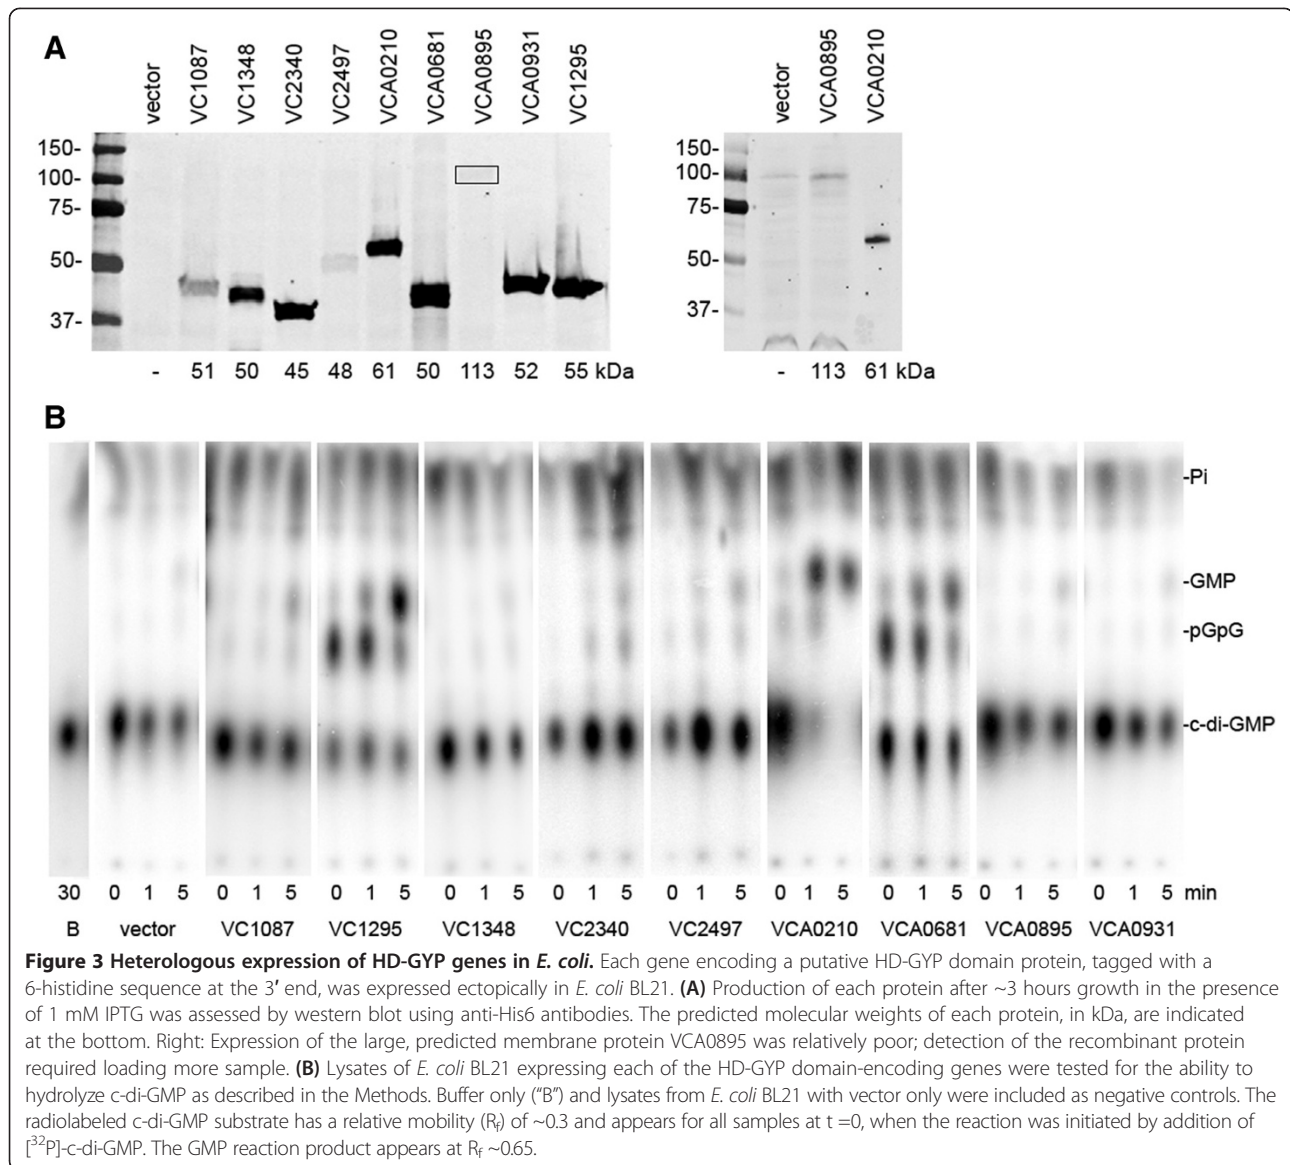 A
vector
VC1087
VC1348
VC2340
VC2497
VCA0210
VCA0681
VCA0895
VCA0931
VC1295
150-
100-
75-
50-
37-
- 51 50 45 48 61 50 113 52 55 kDa
vector
VCA0895
VCA0210
150-
100-
75-
50-
37-
- 113 61 kDa
B
-Pi
-GMP
-pGpG
-c-di-GMP
30 0 1 5 0 1 5 0 1 5 0 1 5 0 1 5 0 1 5 0 1 5 0 1 5 0 1 5 0 1 5 min
B vector VC1087 VC1295 VC1348 VC2340 VC2497 VCA0210 VCA0681 VCA0895 VCA0931
Figure 3 Heterologous expression of HD-GYP genes in E. coli. Each gene encoding a putative HD-GYP domain protein, tagged with a
6-histidine sequence at the 3′ end, was expressed ectopically in E. coli BL21. (A) Production of each protein after ~3 hours growth in the presence
of 1 mM IPTG was assessed by western blot using anti-His6 antibodies. The predicted molecular weights of each protein, in kDa, are indicated
at the bottom. Right: Expression of the large, predicted membrane protein VCA0895 was relatively poor; detection of the recombinant protein
required loading more sample. (B) Lysates of E. coli BL21 expressing each of the HD-GYP domain-encoding genes were tested for the ability to
hydrolyze c-di-GMP as described in the Methods. Buffer only (“B”) and lysates from E. coli BL21 with vector only were included as negative controls. The
radiolabeled c-di-GMP substrate has a relative mobility (Rf) of ~0.3 and appears for all samples at t =0, when the reaction was initiated by addition of
[32P]-c-di-GMP. The GMP reaction product appears at Rf ~0.65.